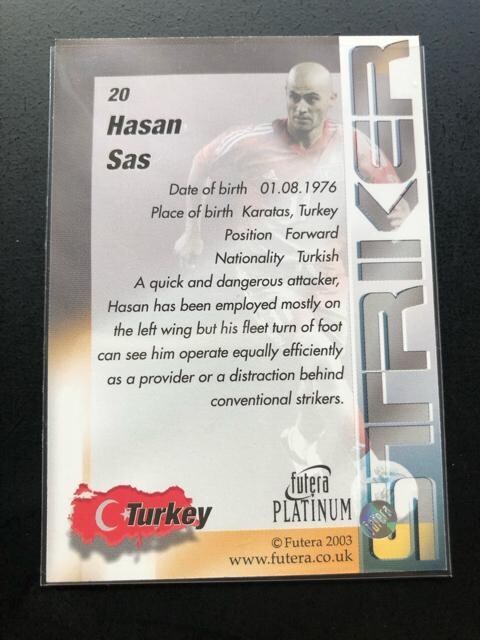 20
Hasan
Sas
Date of birth 01.08.1976
Place of birth Karatas, Turkey
Position Forward
Nationality Turkish
A quick and dangerous attacker,
Hasan has been employed mostly on
the left wing but his fleet turn of foot
can see him operate equally efficiently
as a provider or a distraction behind
conventional strikers.
STRIKER
Turkey
futera
PLATINUM
futera
© Futera 2003
www.futera.co.uk